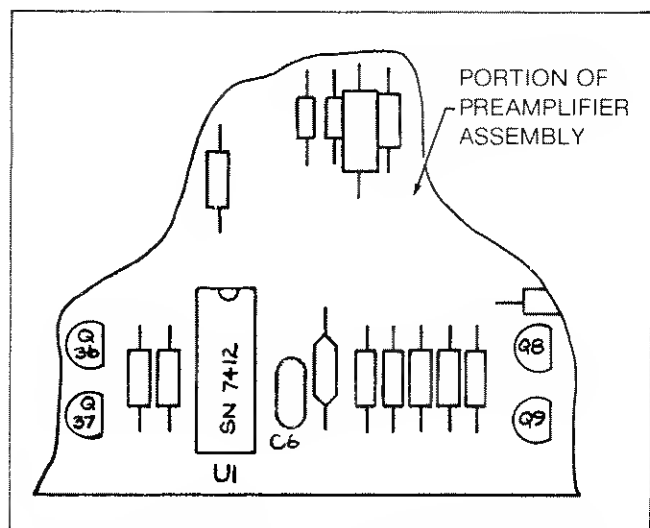 PORTION OF
PREAMPLIFIER
ASSEMBLY
Q
36
Q
37
SN 7412
U1
C6
Q8
Q9